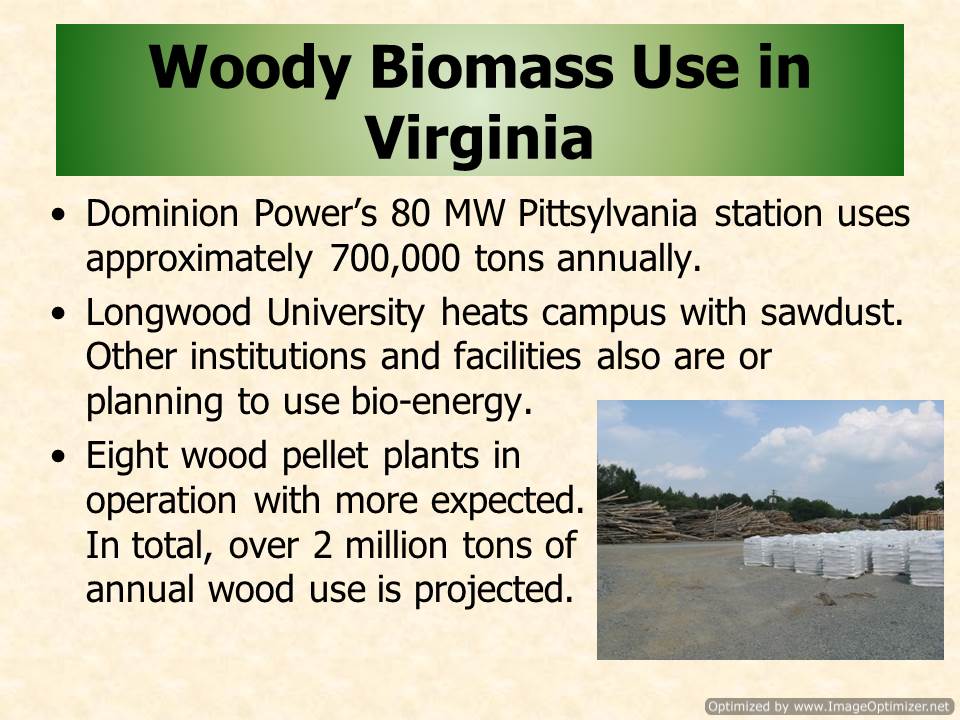 Woody Biomass Use in
Virginia
• Dominion Power’s 80 MW Pittsylvania station uses
approximately 700,000 tons annually.
• Longwood University heats campus with sawdust.
Other institutions and facilities also are or
planning to use bio-energy.
• Eight wood pellet plants in
operation with more expected.
In total, over 2 million tons of
annual wood use is projected.
Optimized by www.ImageOptimizer.net